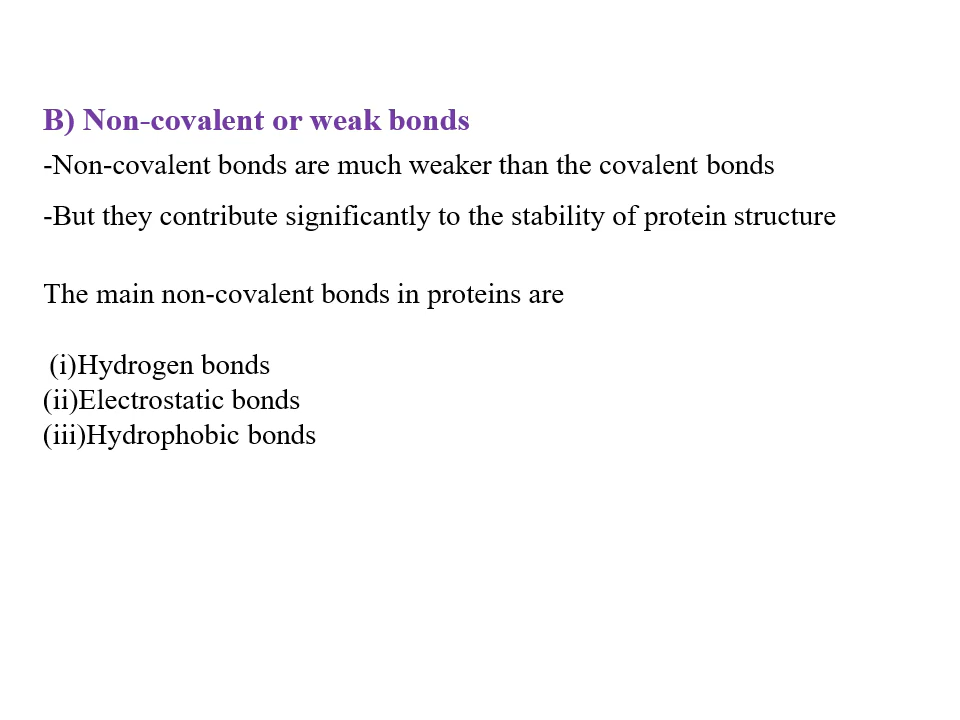 B) Non-covalent or weak bonds
-Non-covalent bonds are much weaker than the covalent bonds
-But they contribute significantly to the stability of protein structure
The main non-covalent bonds in proteins are
(i)Hydrogen bonds
(ii)Electrostatic bonds
(iii)Hydrophobic bonds